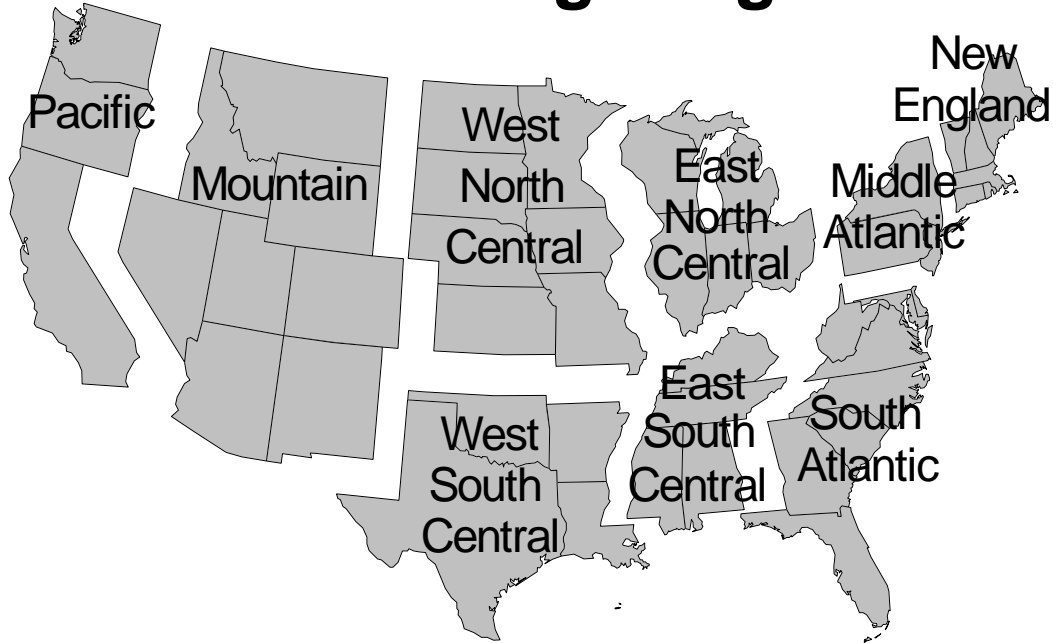 Pacific
Mountain
West
North
Central
East
North
Central
New
England
Middle
Atlantic
West
South
Central
East
South
Central
South
Atlantic